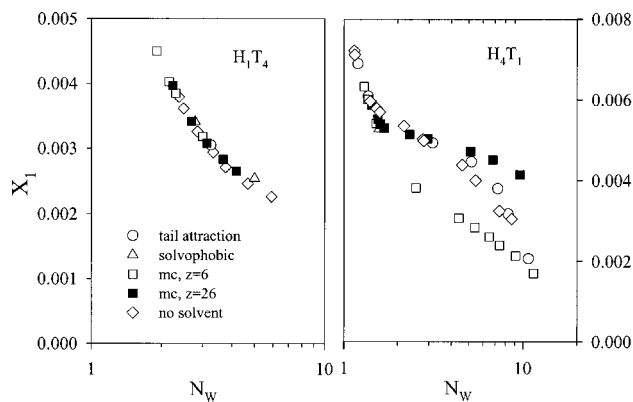 0.005
0.004
0.003
0.002
0.001
0.000
X1
H1T4
tail attraction
solvophobic
mc, z=6
mc, z=26
no solvent
1
10
NW
H4T1
0.008
0.006
0.004
0.002
0.000
1
10
NW